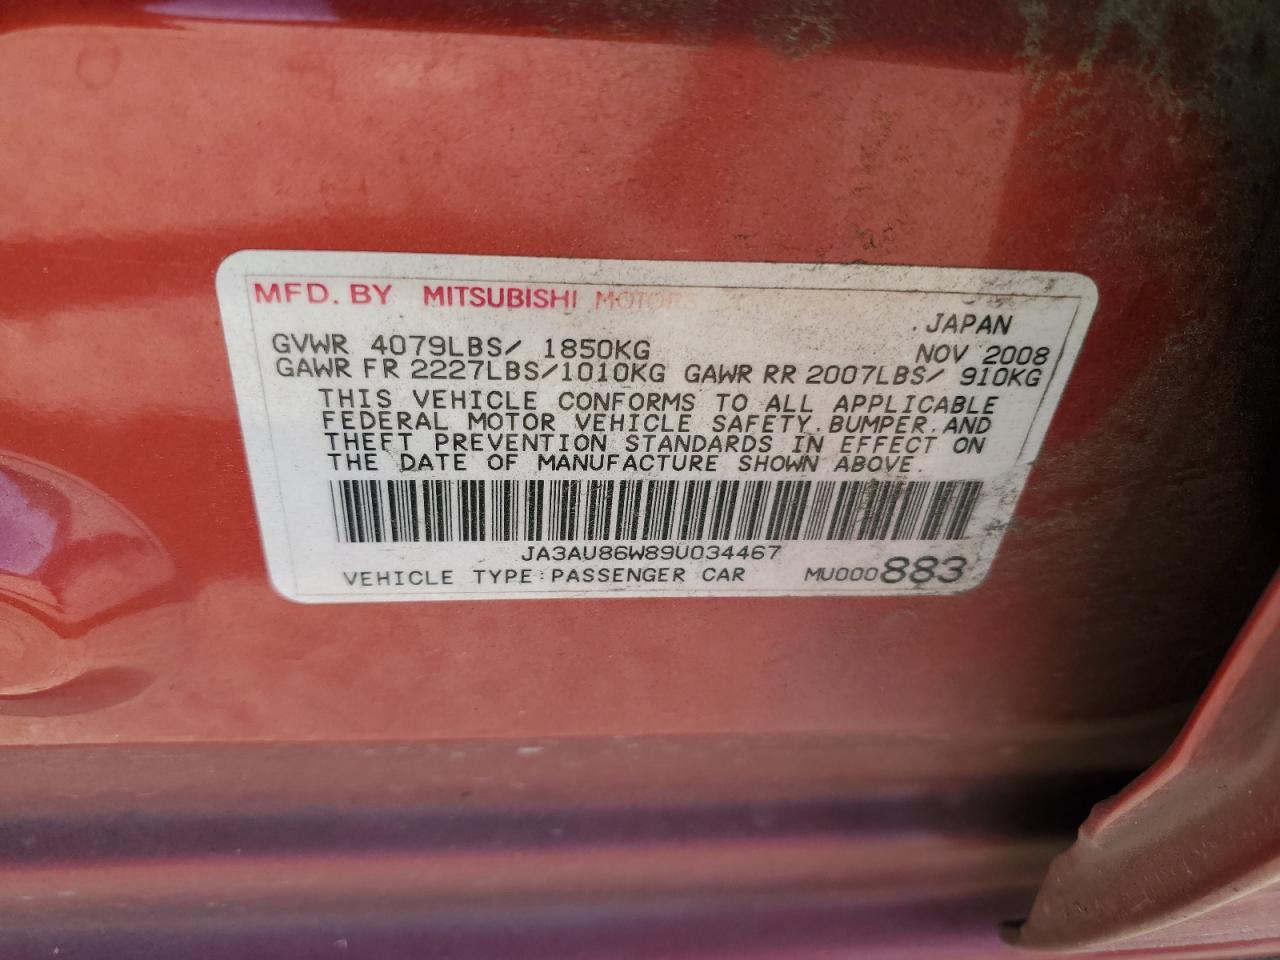 MFD. BY MITSUBISHI MOTORS
JAPAN
GVWR 4079LBS/ 1850KG NOV 2008
GAWR FR 2227LBS/1010KG GAWR RR 2007LBS/ 910KG
THIS VEHICLE CONFORMS TO ALL APPLICABLE
FEDERAL MOTOR VEHICLE SAFETY.BUMPER.AND
THEFT PREVENTION STANDARDS IN EFFECT ON
THE DATE OF MANUFACTURE SHOWN ABOVE.
JA3AU86W89U034467
VEHICLE TYPE:PASSENGER CAR MU000883